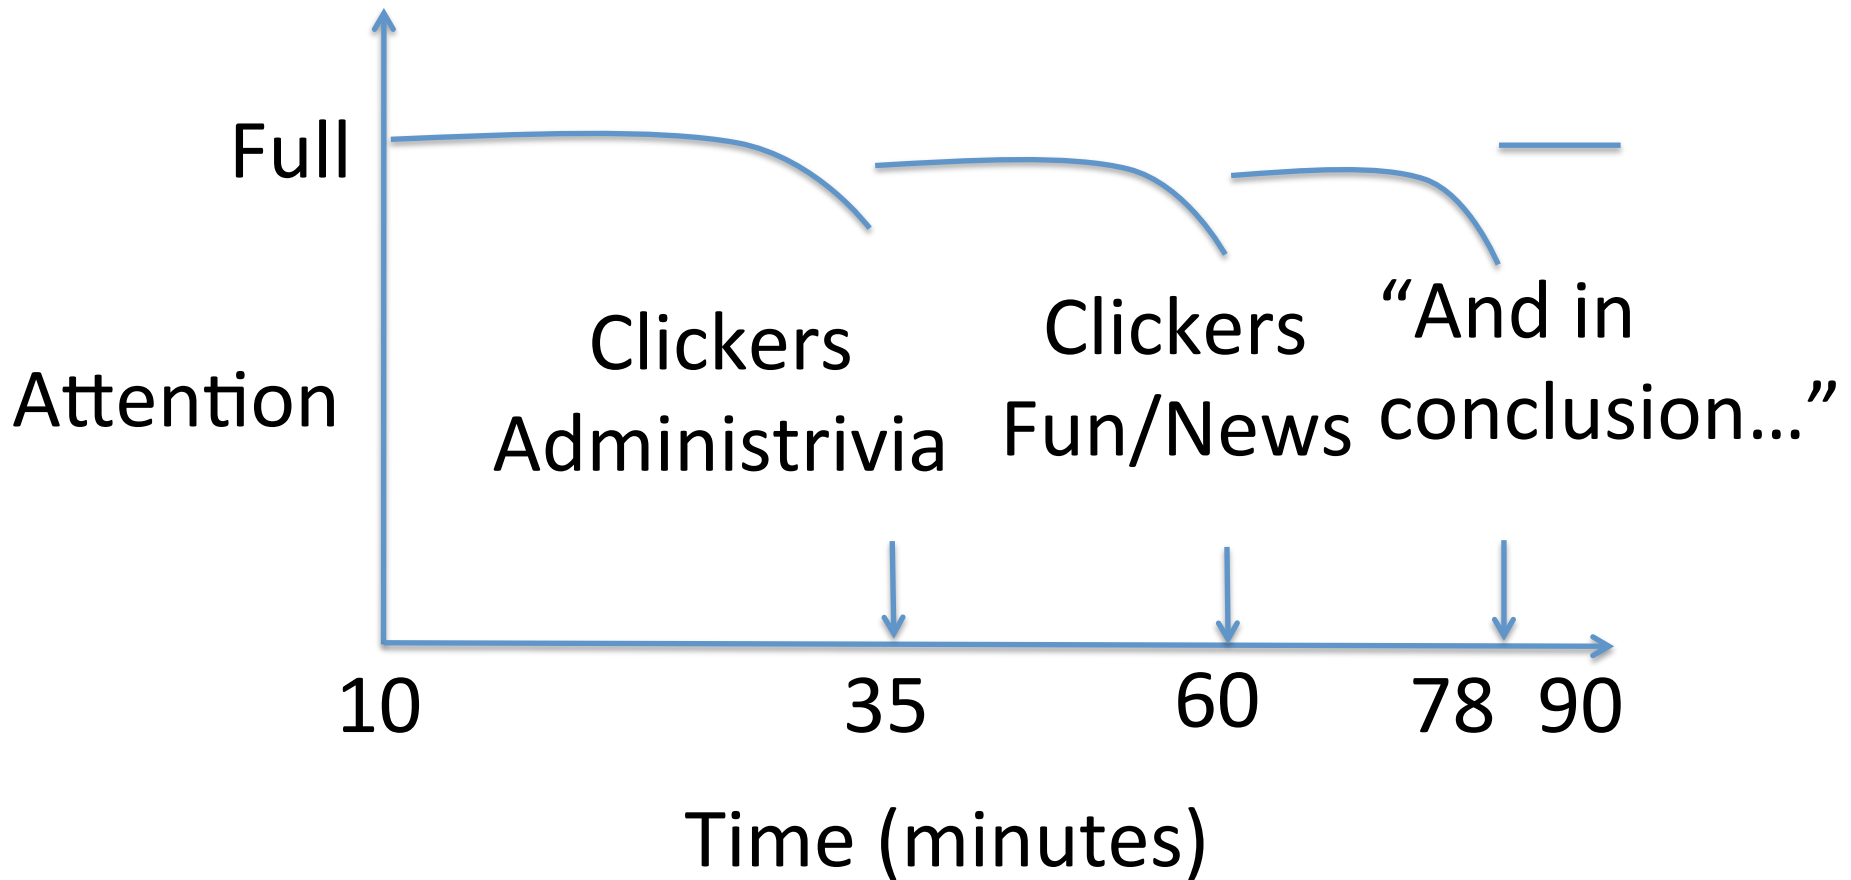 Full
Attention
Clickers
Administrivia
Clickers
Fun/News
“And in
conclusion...”
10 35 60 78 90
Time (minutes)